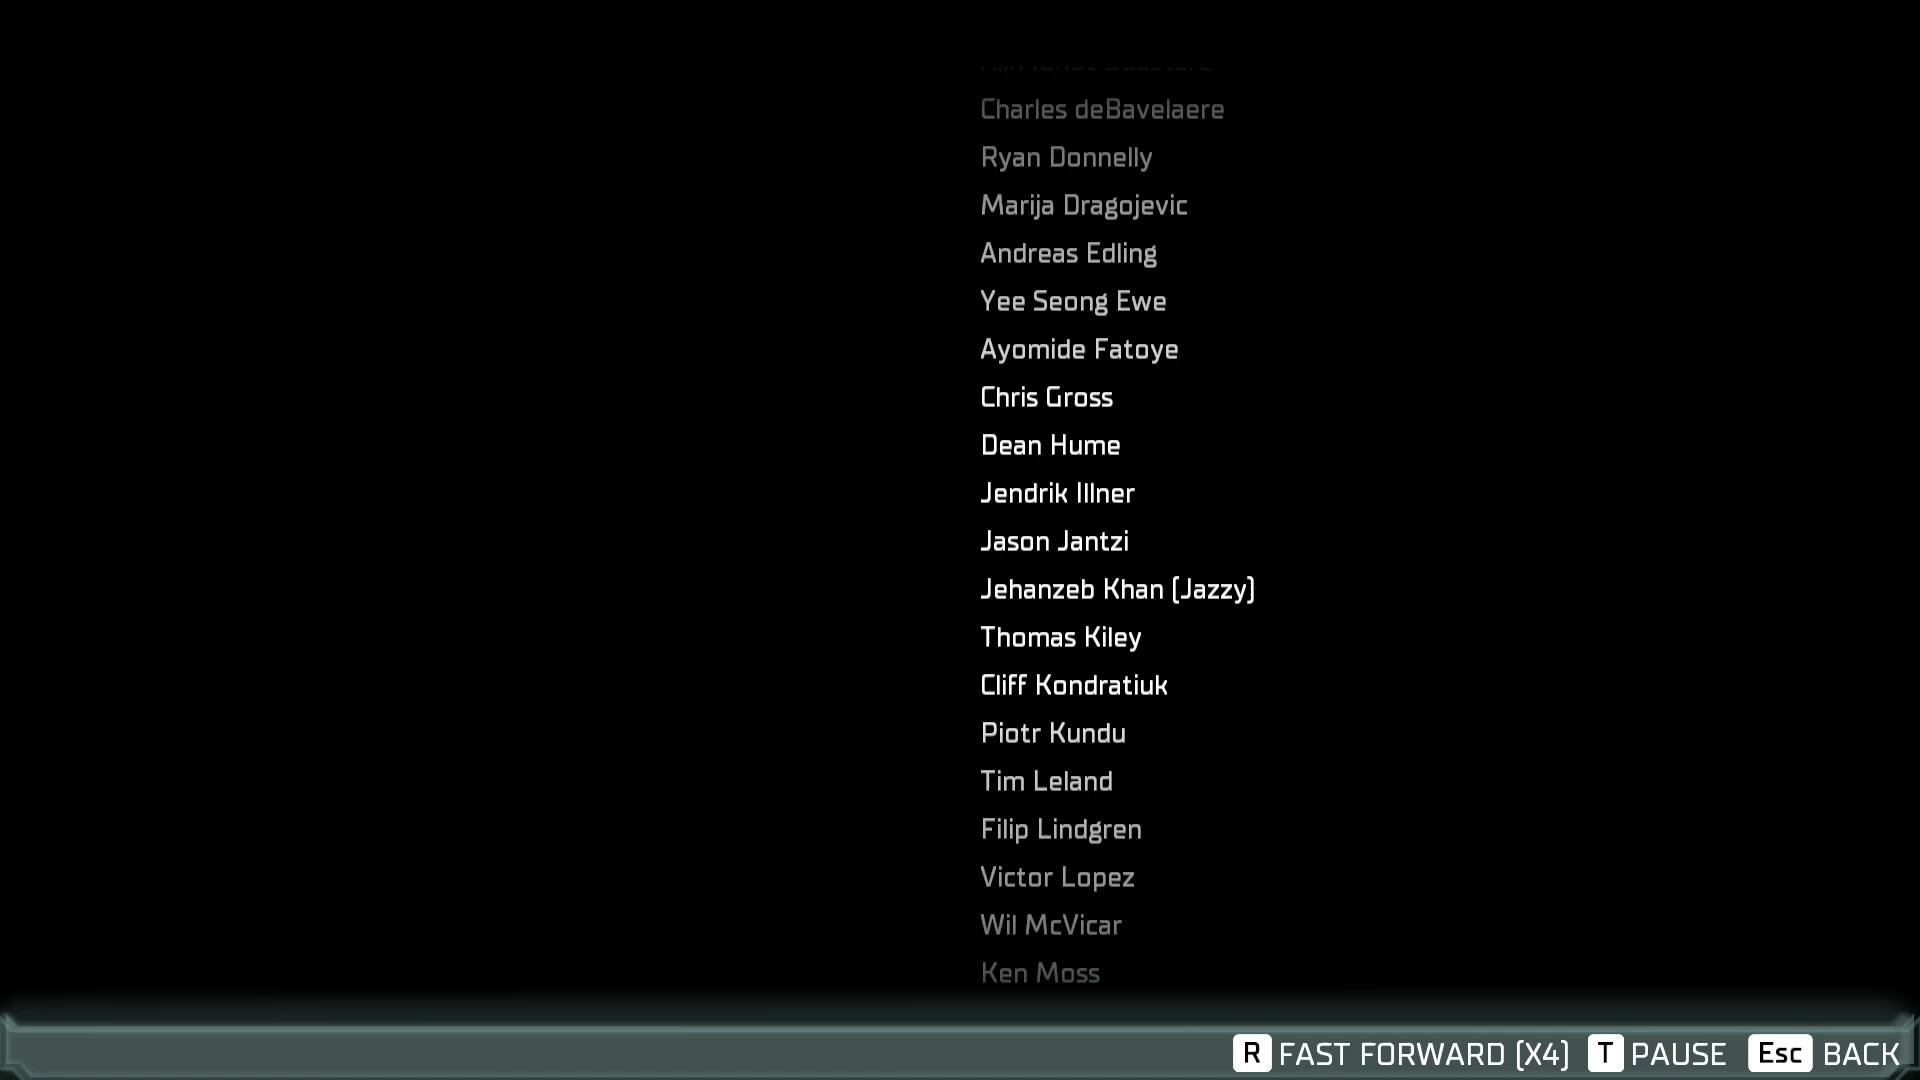 Charles deBavelaere
Ryan Donnelly
Marija Dragojevic
Andreas Edling
Yee Seong Ewe
Ayomide Fatoye
Chris Gross
Dean Hume
Jendrik Illner
Jason Jantzi
Jehanzeb Khan (Jazzy)
Thomas Kiley
Cliff Kondratiuk
Piotr Kundu
Tim Leland
Filip Lindgren
Victor Lopez
Wil McVicar
Ken Moss
R FAST FORWARD (X4) T PAUSE Esc BACK